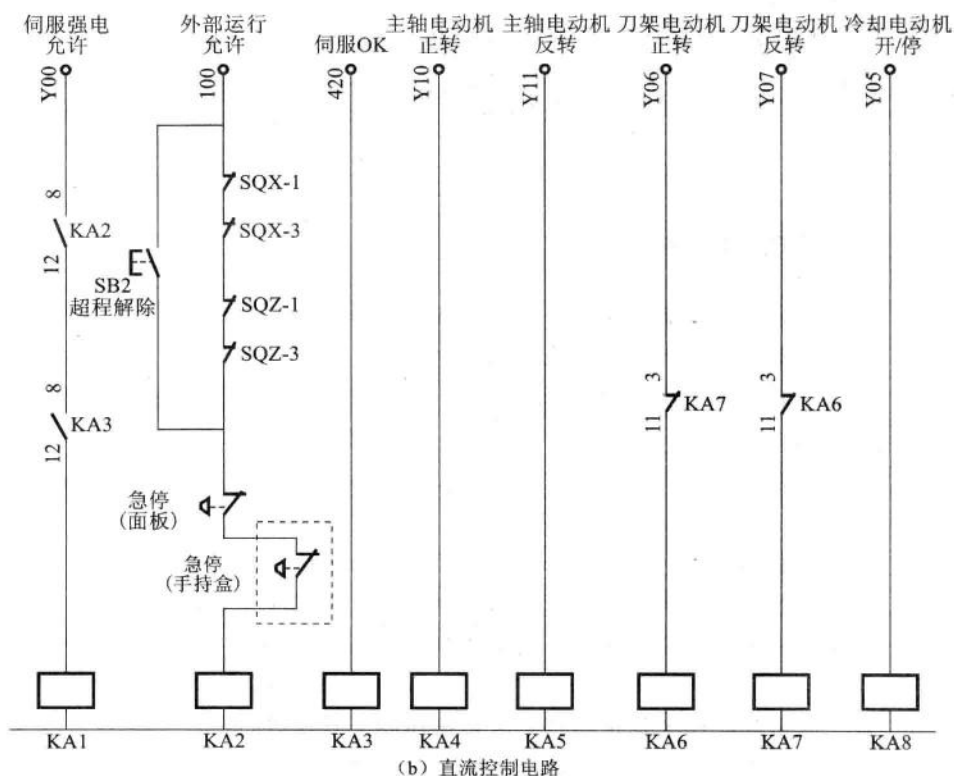 伺服强电
允许
外部运行
允许
伺服OK
主轴电动机
正转
主轴电动机
反转
刀架电动机
正转
刀架电动机
反转
冷却电动机
开/停
Y00
100
420
Y10
Y11
Y06
Y07
Y05
8
KA2
12
SB2
超程解除
SQX-1
SQX-3
SQZ-1
SQZ-3
8
KA3
12
3
KA7
11
3
KA6
11
急停
(面板)
急停
(手持盒)
KA1
KA2
KA3
KA4
KA5
KA6
KA7
KA8
(b) 直流控制电路